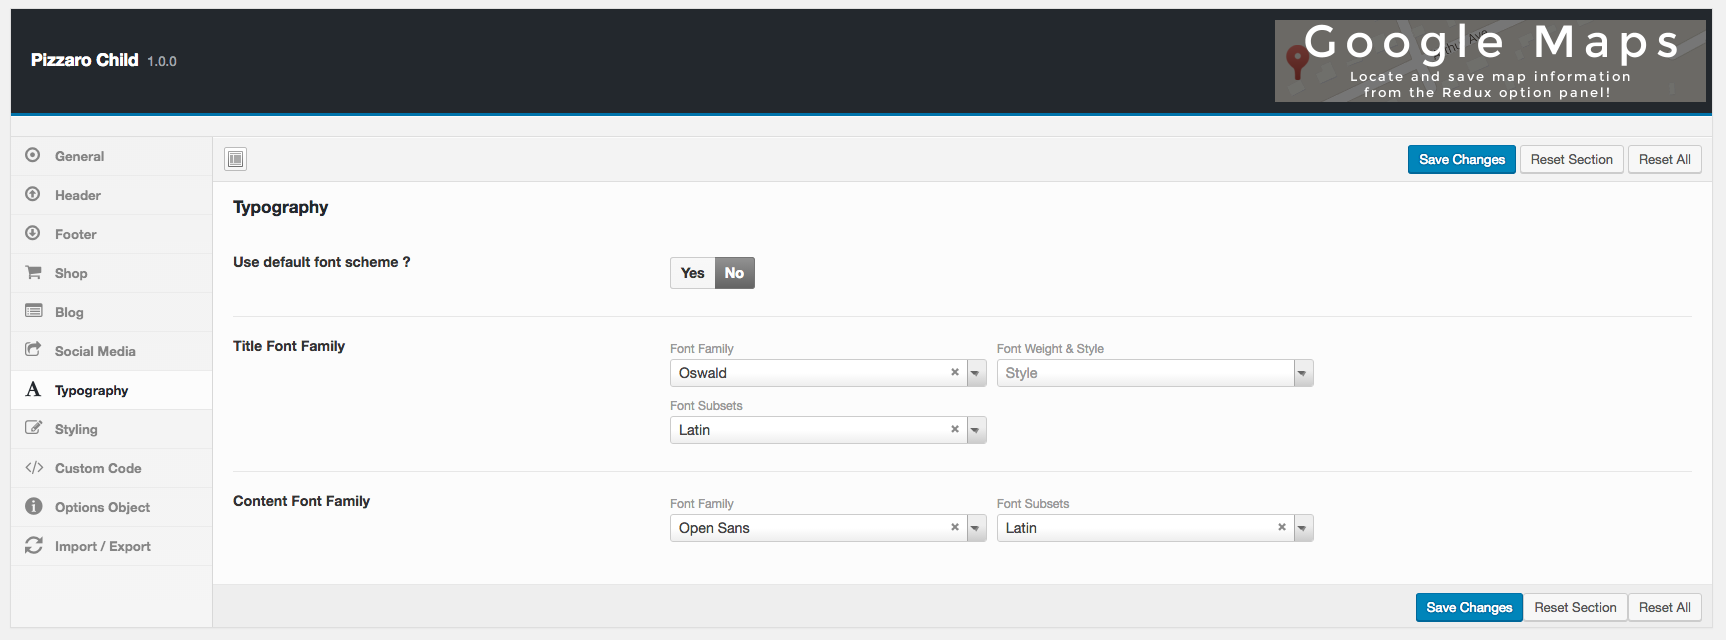 Pizzaro Child 1.0.0
Google Maps
Locate and save map information
from the Redux option panel!
General
Header
Footer
Shop
Blog
Social Media
Typography
Styling
Custom Code
Options Object
Import / Export
Save Changes Reset Section Reset All
Typography
Use default font scheme ? Yes No
Title Font Family
Font Family Font Weight & Style
Oswald × Style
Font Subsets
Latin ×
Content Font Family
Font Family Font Subsets
Open Sans × Latin ×
Save Changes Reset Section Reset All